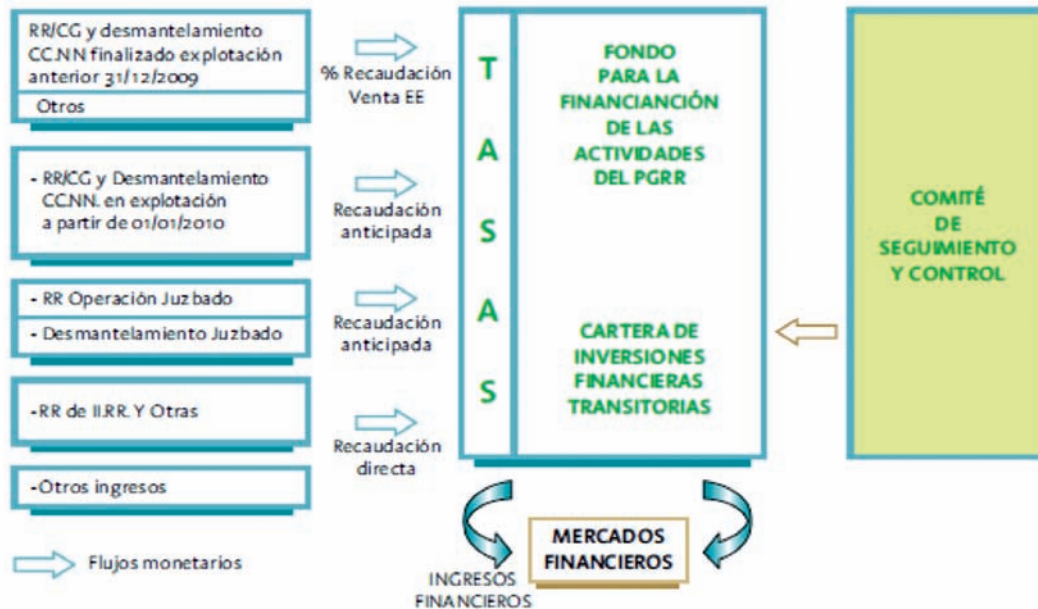 RR/CG y desmantelamiento
CC.NN finalizado explotación
anterior 31/12/2009
Otros
% Recaudación
Venta EE
- RR/CG y Desmantelamiento
CC.NN. en explotación
a partir de 01/01/2010
Recaudación
anticipada
- RR Operación Juzbado
- Desmantelamiento Juzbado
Recaudación
anticipada
-RR de II.RR. Y Otras
Recaudación
directa
-Otros ingresos
Flujos monetarios
T
A
S
A
S
FONDO
PARA LA
FINANCIANCIÓN
DE LAS
ACTIVIDADES
DEL PGRR
CARTERA DE
INVERSIONES
FINANCIERAS
TRANSITORIAS
COMITÉ
DE
SEGUIMIENTO
Y CONTROL
MERCADOS
FINANCIEROS
INGRESOS
FINANCIEROS